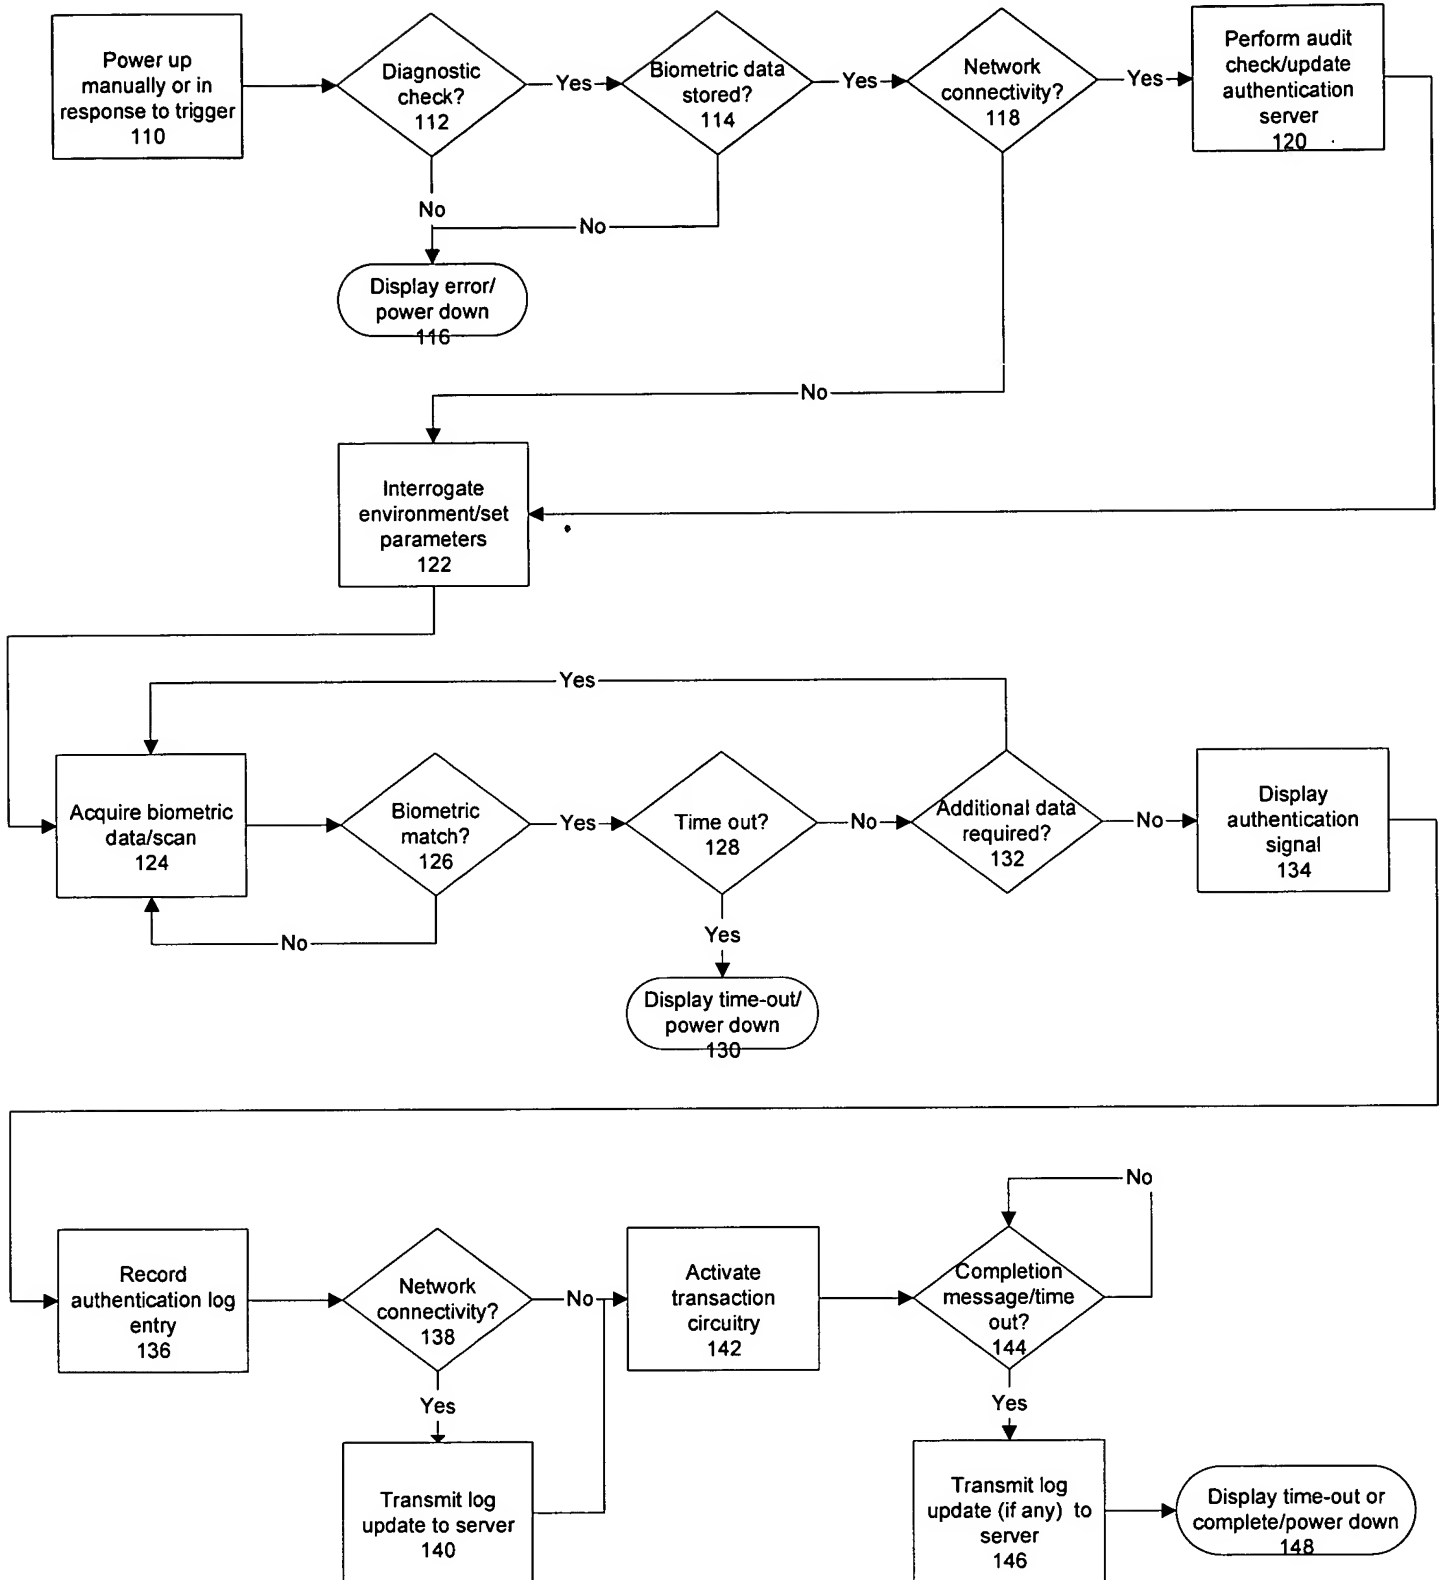 Power up
manually or in
response to trigger
110
Diagnostic
check?
112
Yes
Biometric data
stored?
114
Yes
Network
connectivity?
118
Yes
Perform audit
check/update
authentication
server
120
No
No
Display error/
power down
116
No
Interrogate
environment/set
parameters
122
Yes
Acquire biometric
data/scan
124
Biometric
match?
126
Yes
Time out?
128
No
Additional data
required?
132
No
Display
authentication
signal
134
No
Yes
Display time-out/
power down
130
No
Record
authentication log
entry
136
Network
connectivity?
138
No
Activate
transaction
circuitry
142
Completion
message/time
out?
144
Yes
Yes
Transmit log
update to server
140
Transmit log
update (if any) to
server
146
Display time-out or
complete/power down
148